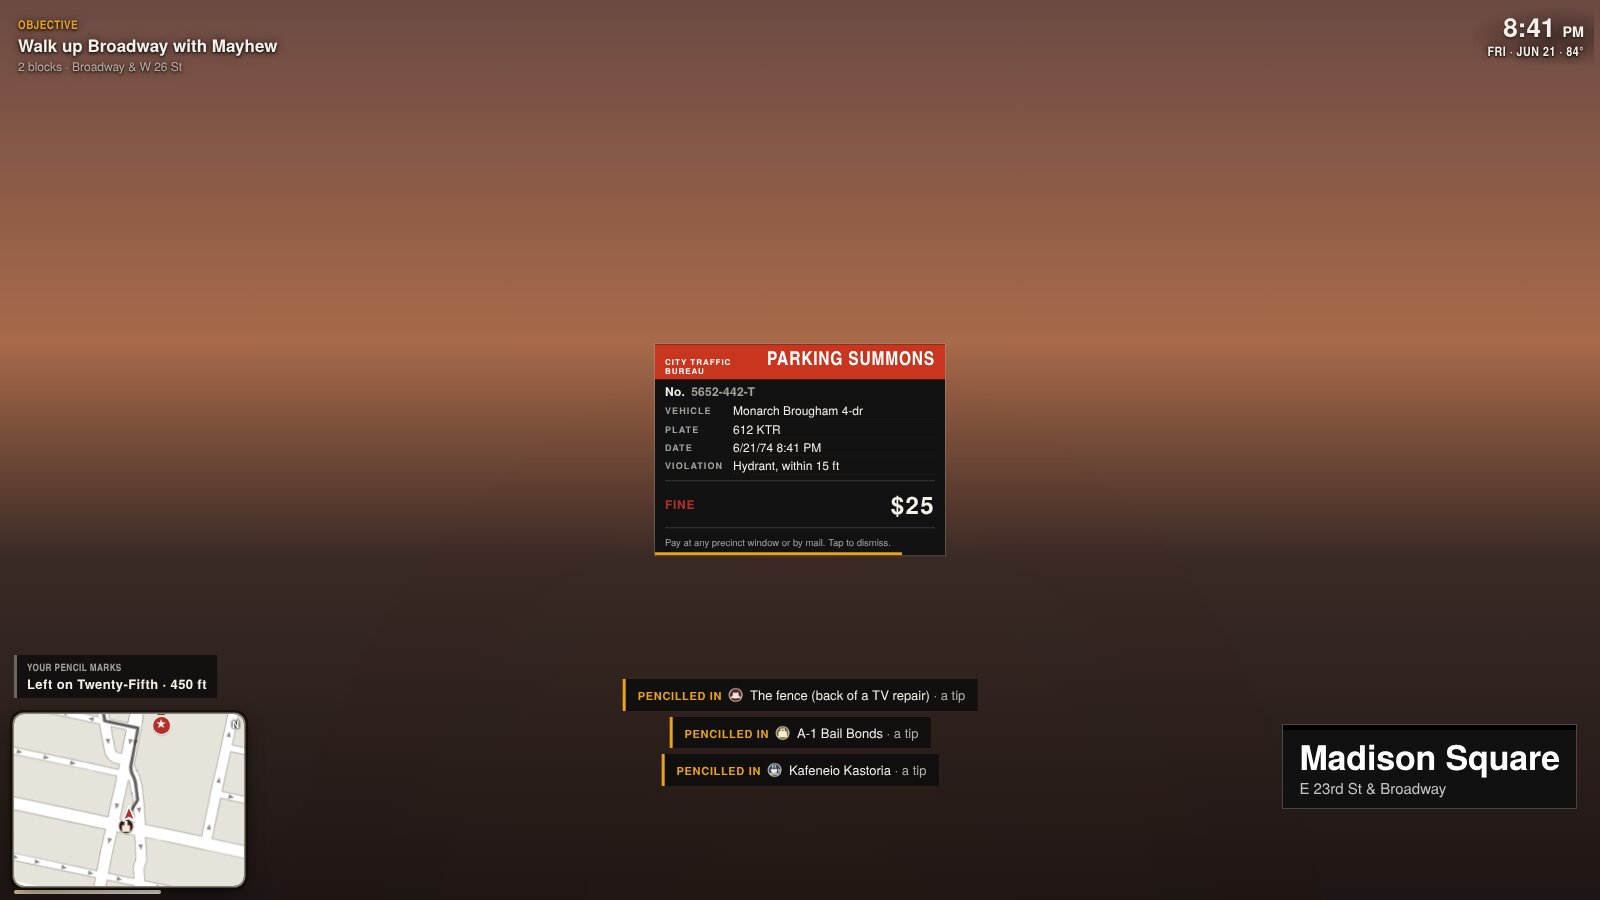 OBJECTIVE
Walk up Broadway with Mayhew
2 blocks · Broadway & W 26 St
8:41 PM
FRI · JUN 21 · 84°
CITY TRAFFIC BUREAU
PARKING SUMMONS
No. 5652-442-T
VEHICLE Monarch Brougham 4-dr
PLATE 612 KTR
DATE 6/21/74 8:41 PM
VIOLATION Hydrant, within 15 ft
FINE $25
Pay at any precinct window or by mail. Tap to dismiss.
YOUR PENCIL MARKS
Left on Twenty-Fifth · 450 ft
N
PENCILLED IN The fence (back of a TV repair) · a tip
PENCILLED IN A-1 Bail Bonds · a tip
PENCILLED IN Kafeneio Kastoria · a tip
Madison Square
E 23rd St & Broadway